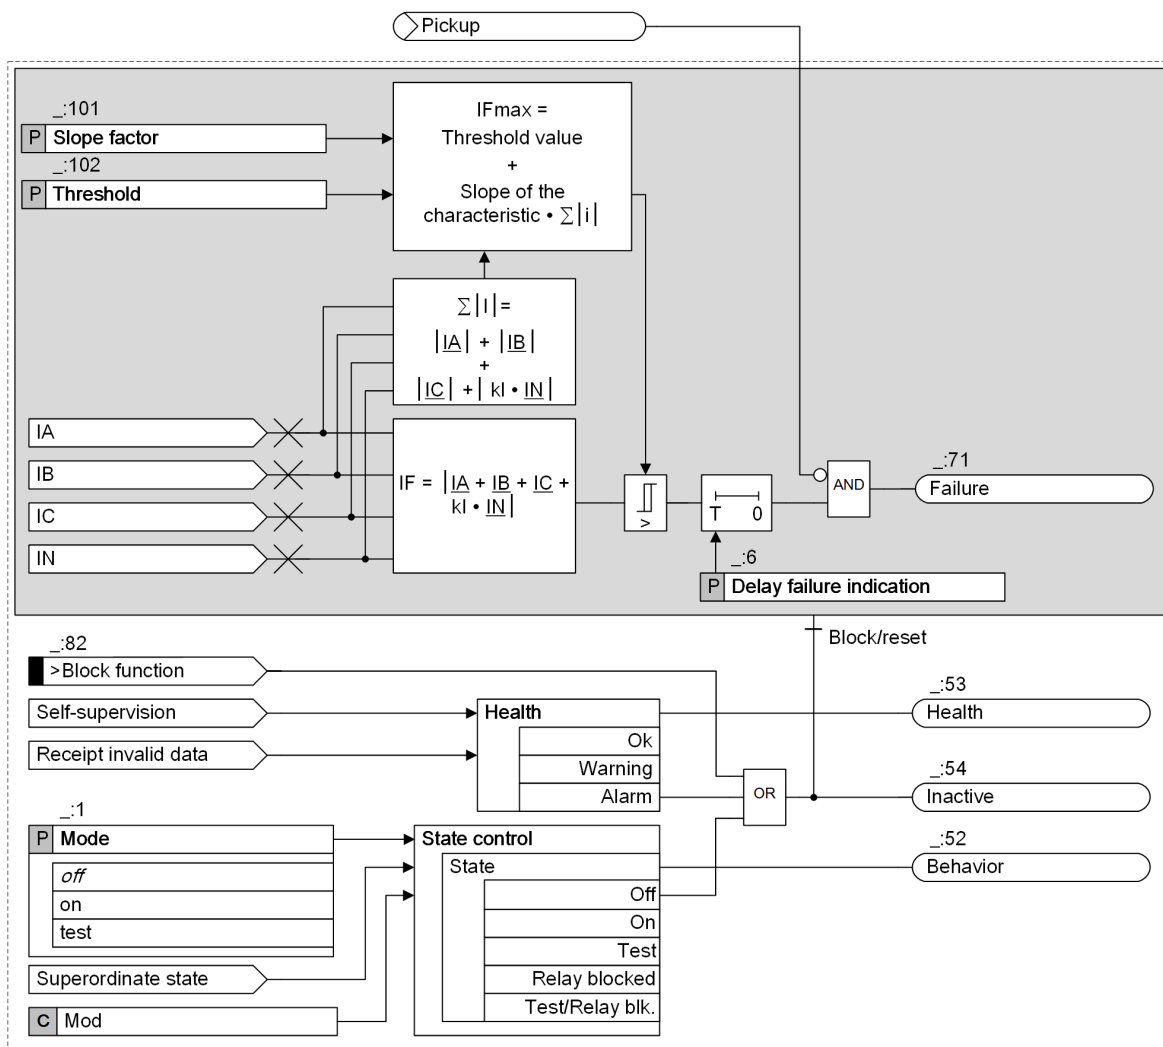 Pickup
_:101
P Slope factor
_:102
P Threshold
IFmax =
Threshold value
+
Slope of the
characteristic • ∑|i|
∑|I|=
|IA| + |IB|
+
|IC| +| kI • IN|
IA
IB
IC
IN
IF = |IA + IB + IC +
kI • IN|
>
T 0
AND
_:71
Failure
_:6
P Delay failure indication
Block/reset
_:82
>Block function
Self-supervision
Receipt invalid data
Health
Ok
Warning
Alarm
OR
_:53
Health
_:54
Inactive
_:52
Behavior
_:1
P Mode
off
on
test
Superordinate state
C Mod
State control
State
Off
On
Test
Relay blocked
Test/Relay blk.